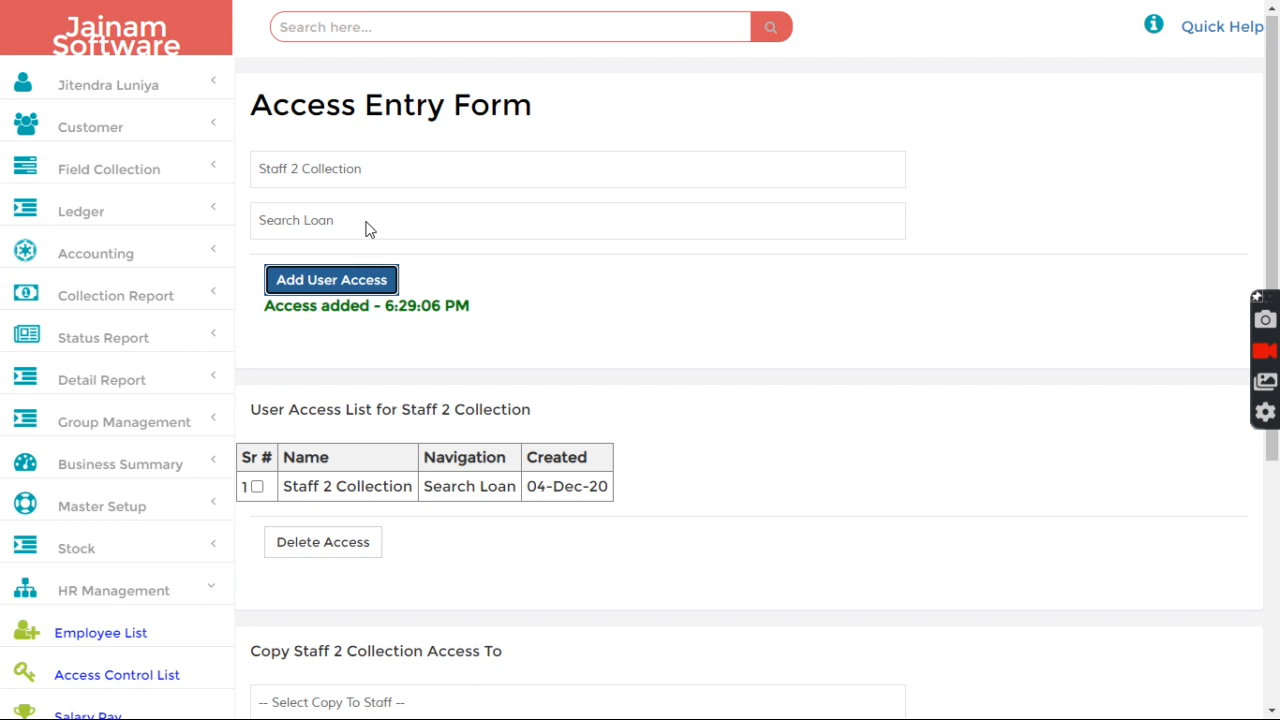 Jainam
Software
Search here...
Quick Help
Jitendra Luniya
Customer
Field Collection
Ledger
Accounting
Collection Report
Status Report
Detail Report
Group Management
Business Summary
Master Setup
Stock
HR Management
Employee List
Access Control List
Salary Pay
Access Entry Form
Staff 2 Collection
Search Loan
Add User Access
Access added - 6:29:06 PM
User Access List for Staff 2 Collection
Sr # Name Navigation Created
1 Staff 2 Collection Search Loan 04-Dec-20
Delete Access
Copy Staff 2 Collection Access To
-- Select Copy To Staff --